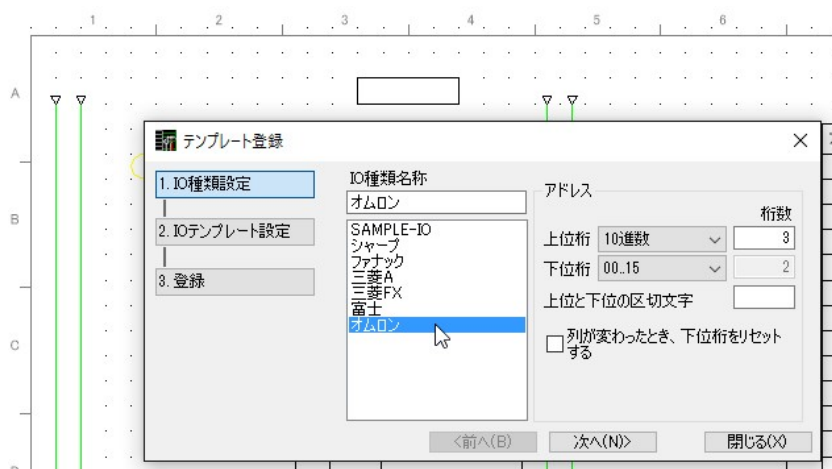 1 2 3 4 5 6
A
テンプレート登録
1. IO種類設定
2. IOテンプレート設定
3. 登録
IO種類名称
オムロン
SAMPLE-IO
シャープ
ファナック
三菱A
三菱FX
富士
オムロン
アドレス
桁数
上位桁 10進数 3
下位桁 00..15 2
上位と下位の区切文字
列が変わったとき、下位桁をリセット
する
B
C
<前へ(B) 次へ(N)> 閉じる(X)